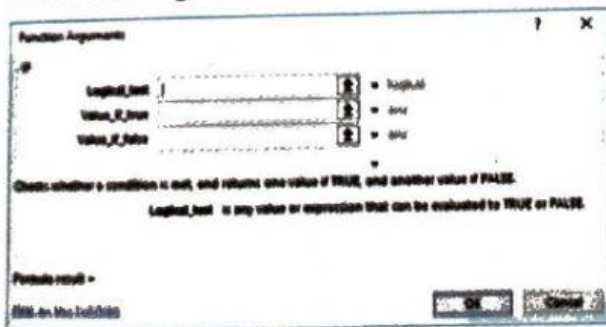 Function Arguments ? ×
IF
Logical_test = logical
Value_if_true = any
Value_if_false = any
=
Checks whether a condition is met, and returns one value if TRUE, and another value if FALSE.
Logical_test is any value or expression that can be evaluated to TRUE or FALSE.
Formula result =
Help on this function OK Cancel